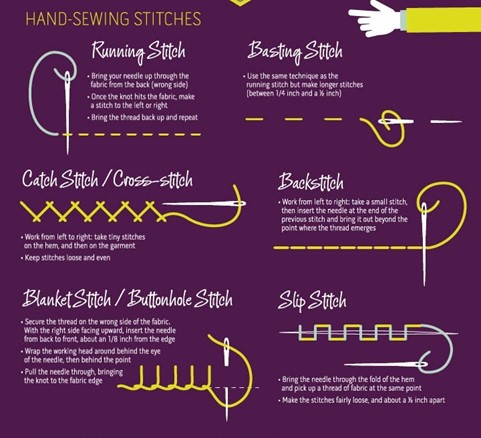 HAND-SEWING STITCHES
Running Stitch
• Bring your needle up through the
fabric from the back (wrong side)
• Once the knot hits the fabric, make
a stitch to the left or right
• Bring the thread back up and repeat
Basting Stitch
• Use the same technique as the
running stitch but make longer stitches
(between 1/4 inch and a ½ inch)
Catch Stitch / Cross-stitch
• Work from left to right: take tiny stitches
on the hem, and then on the garment
• Keep stitches loose and even
Backstitch
• Work from left to right: take a small stitch,
then insert the needle at the end of the
previous stitch and bring it out beyond the
point where the thread emerges
Blanket Stitch / Buttonhole Stitch
• Secure the thread on the wrong side of the fabric.
With the right side facing upward, insert the needle
from back to front, about an 1/8 inch from the edge
• Wrap the working head around behind the eye
of the needle, then behind the point
• Pull the needle through, bringing
the knot to the fabric edge
Slip Stitch
• Bring the needle through the fold of the hem
and pick up a thread of fabric at the same point
• Make the stitches fairly loose, and about a ½ inch apart